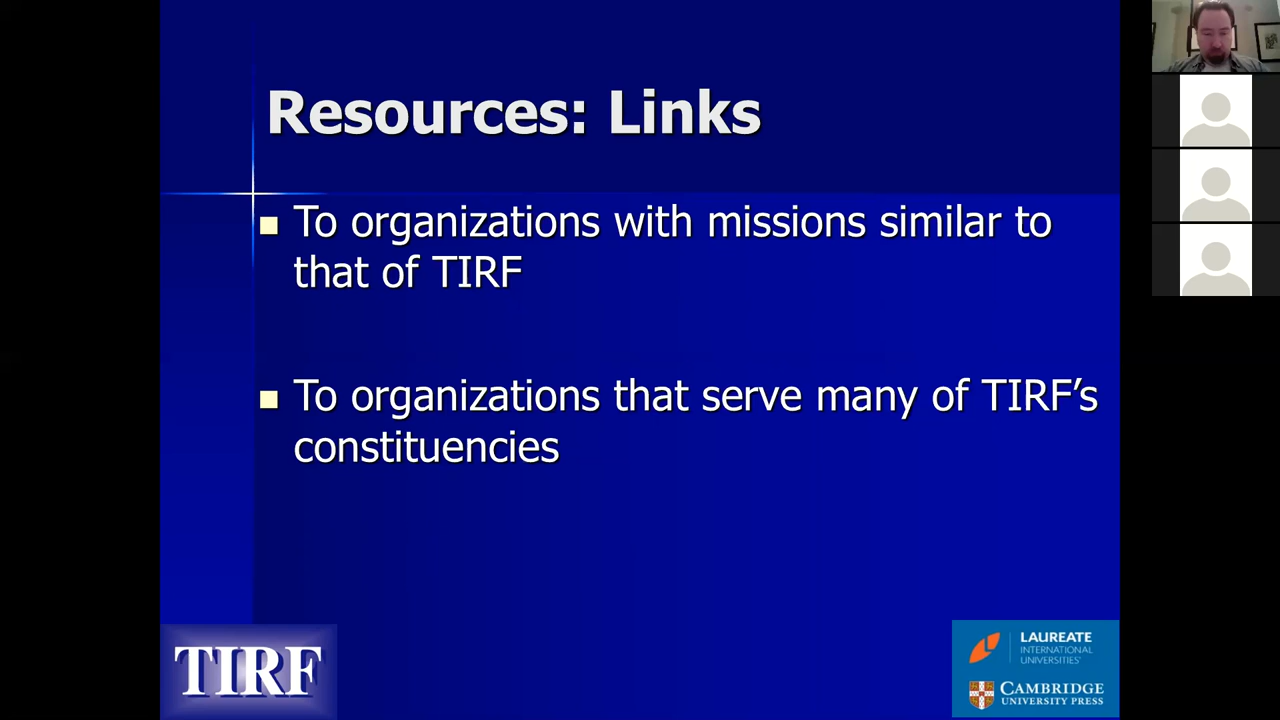 Resources: Links
To organizations with missions similar to
that of TIRF
To organizations that serve many of TIRF’s
constituencies
TIRF
LAUREATE
INTERNATIONAL
UNIVERSITIES
CAMBRIDGE
UNIVERSITY PRESS